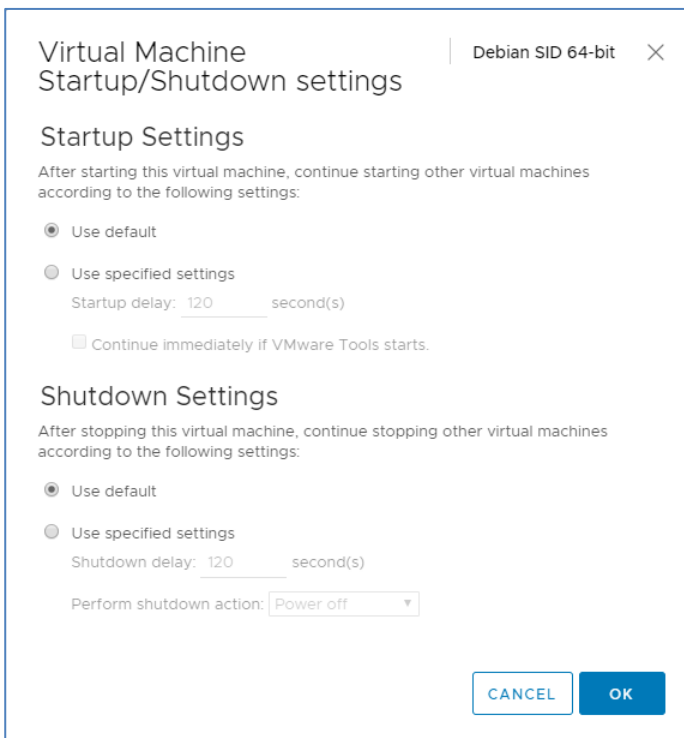 Virtual Machine
Startup/Shutdown settings
Debian SID 64-bit
Startup Settings
After starting this virtual machine, continue starting other virtual machines
according to the following settings:
Use default
Use specified settings
Startup delay: 120 second(s)
Continue immediately if VMware Tools starts.
Shutdown Settings
After stopping this virtual machine, continue stopping other virtual machines
according to the following settings:
Use default
Use specified settings
Shutdown delay: 120 second(s)
Perform shutdown action: Power off
CANCEL OK